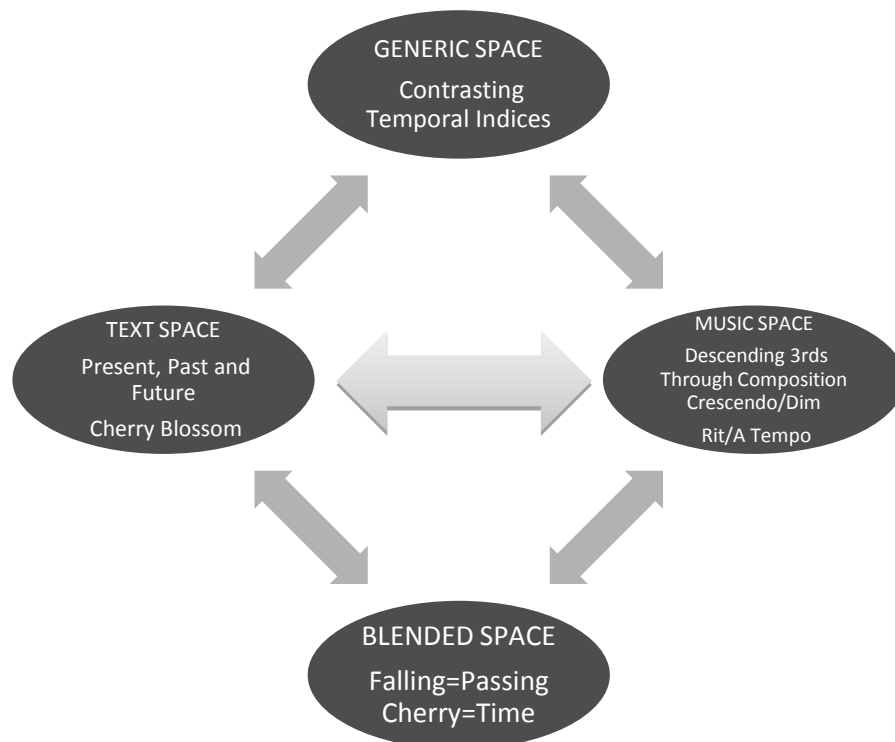 GENERIC SPACE
Contrasting
Temporal Indices
TEXT SPACE
Present, Past and
Future
Cherry Blossom
MUSIC SPACE
Descending 3rds
Through Composition
Crescendo/Dim
Rit/A Tempo
BLENDED SPACE
Falling=Passing
Cherry=Time